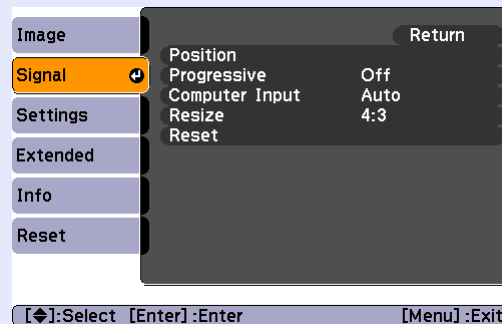 Image
Signal
Settings
Extended
Info
Reset
Return
Position
Progressive Off
Computer Input Auto
Resize 4:3
Reset
[◆]:Select [Enter]:Enter [Menu]:Exit